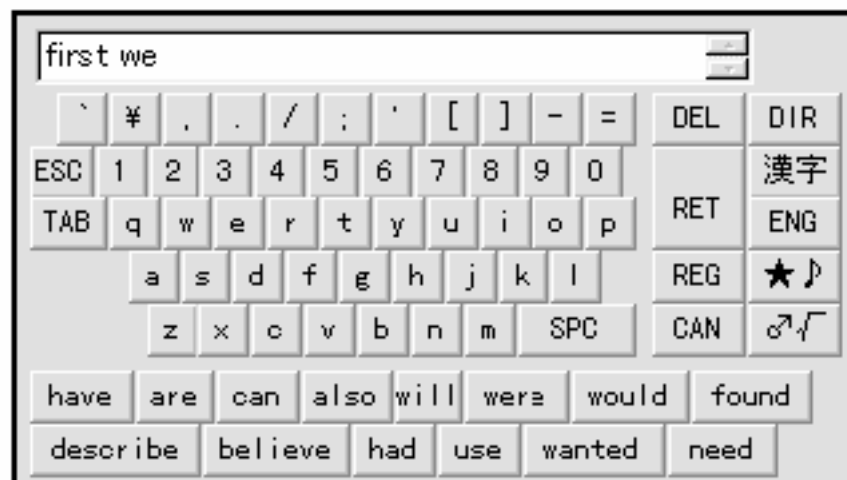 first we
` ¥ , . / ; ' [ ] - = DEL DIR
ESC 1 2 3 4 5 6 7 8 9 0 漢字
TAB q w e r t y u i o p RET ENG
a s d f g h j k l REG ★♪
z x c v b n m SPC CAN ♂√
have are can also will were would found
describe believe had use wanted need